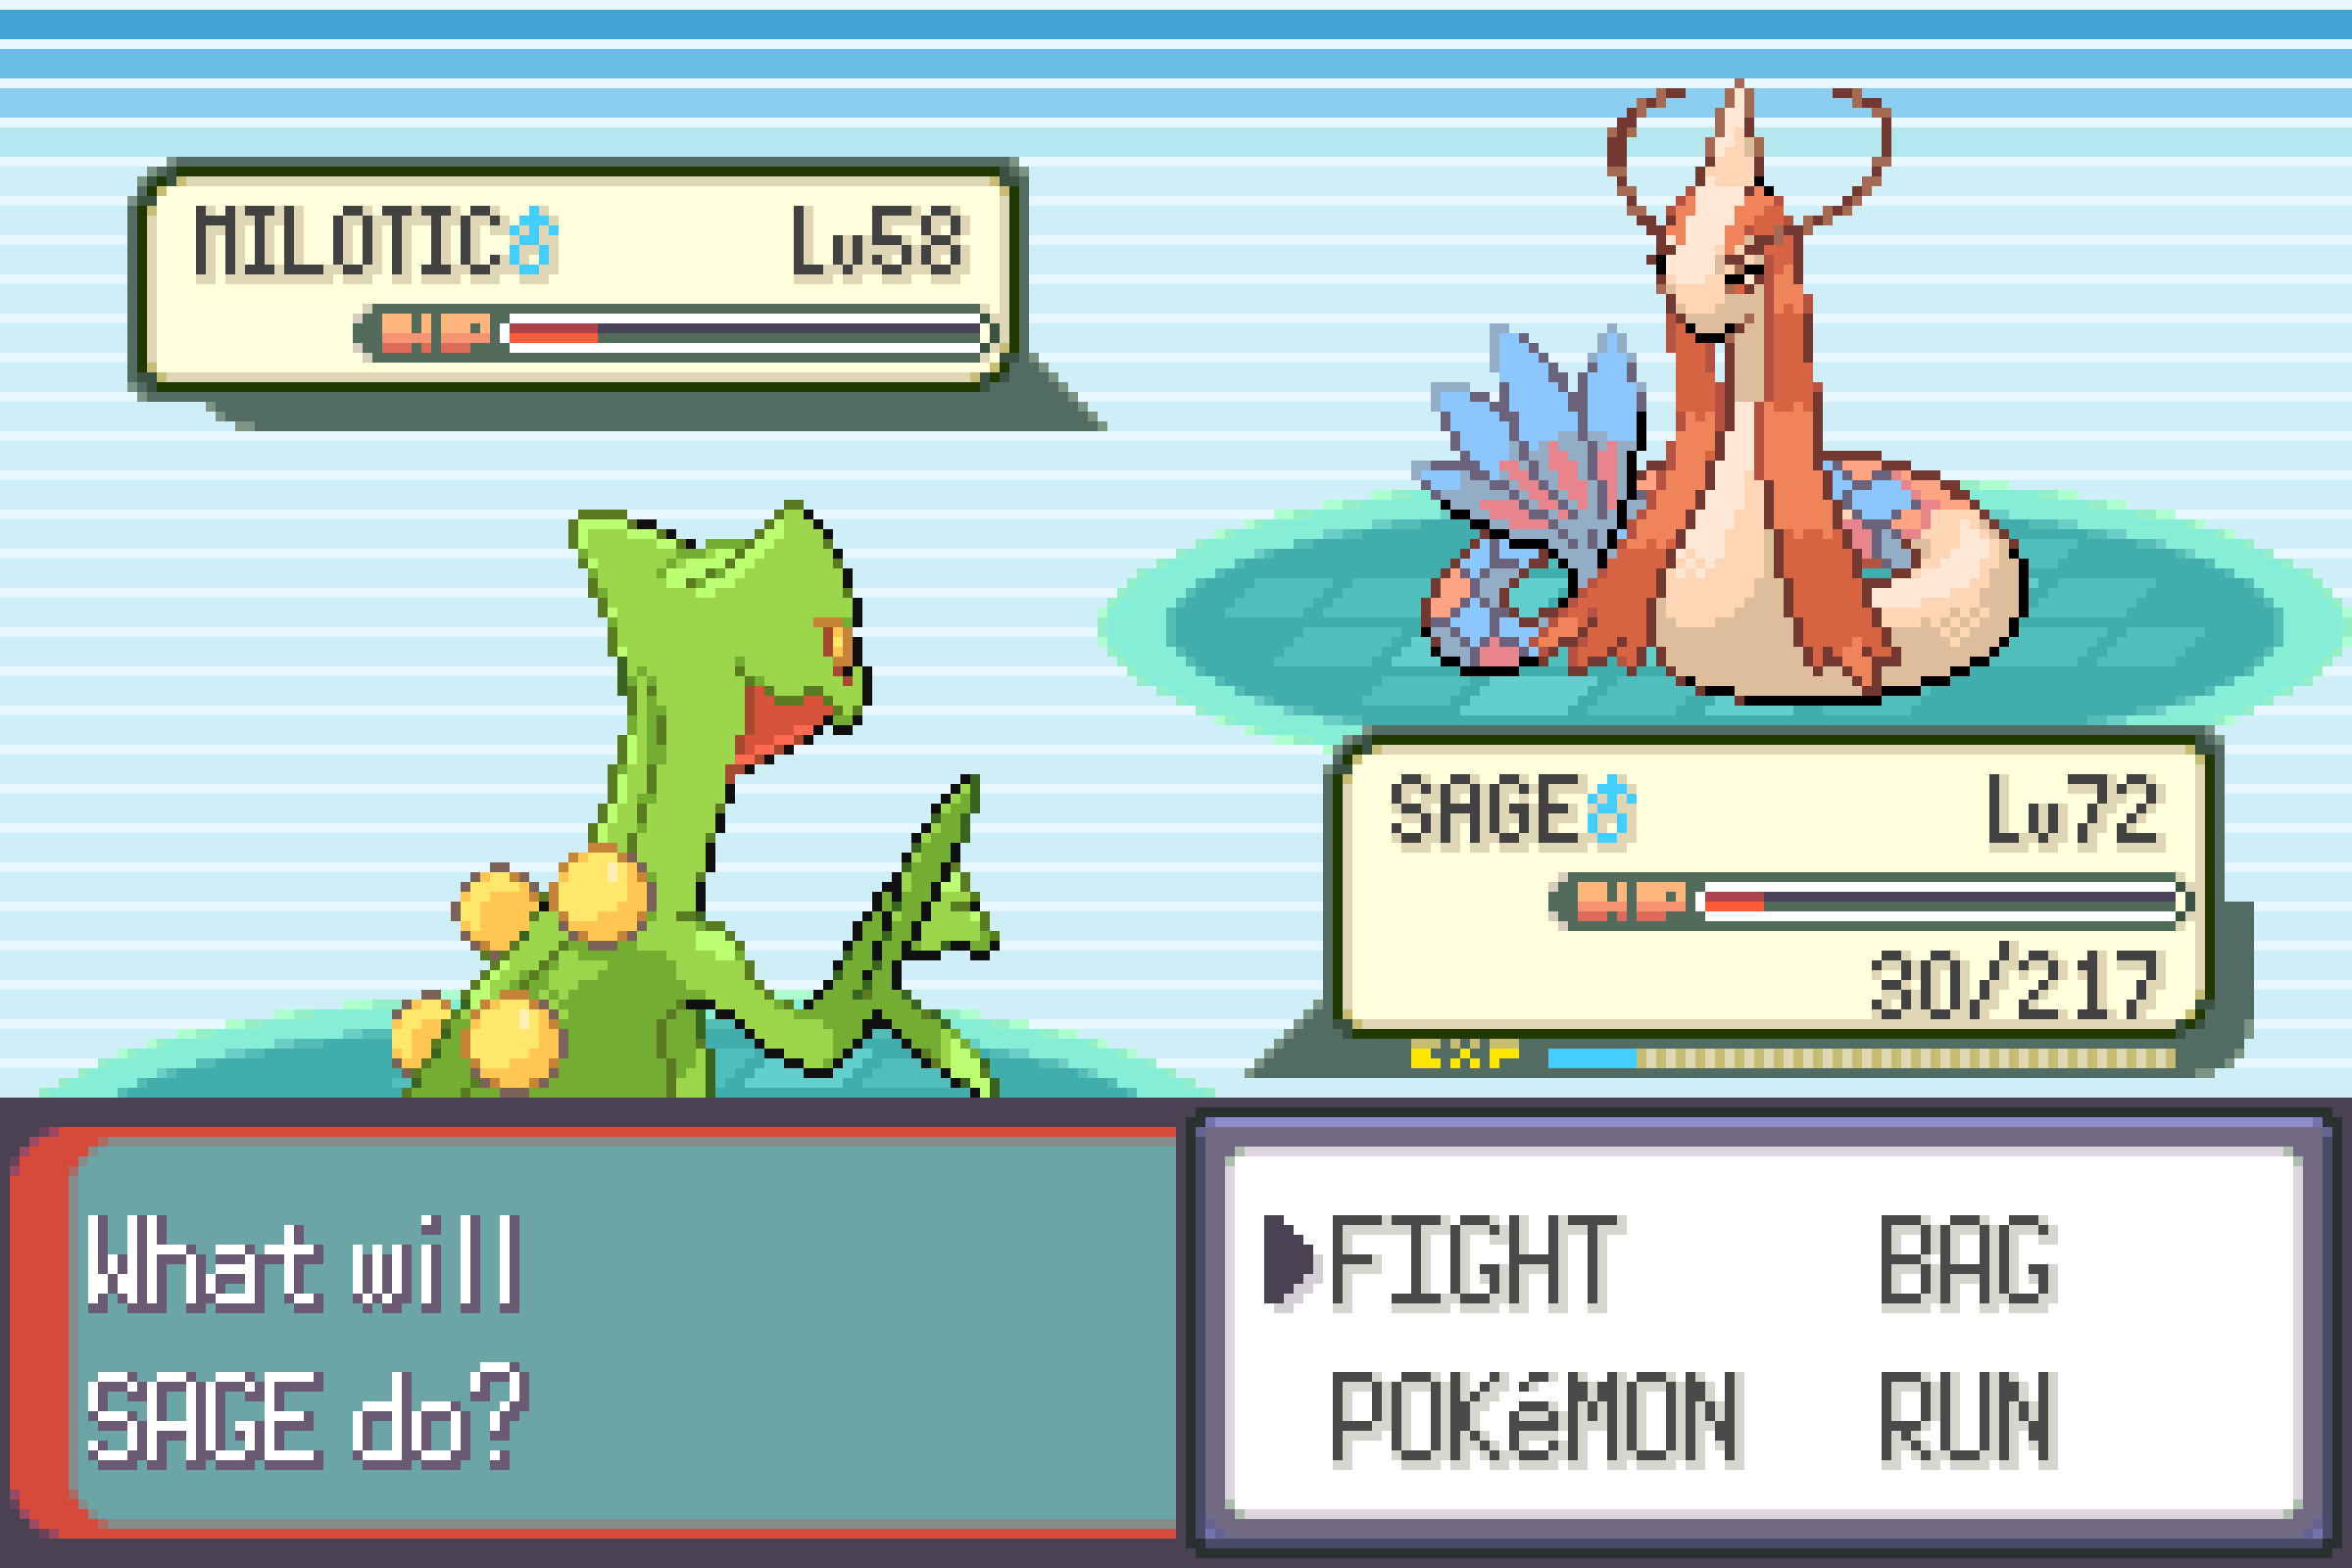 MILOTIC♂ Lv58
HP
SAGE♂ Lv72
HP
30/217
EXP
What will
SAGE do?
FIGHT BAG
POKéMON RUN